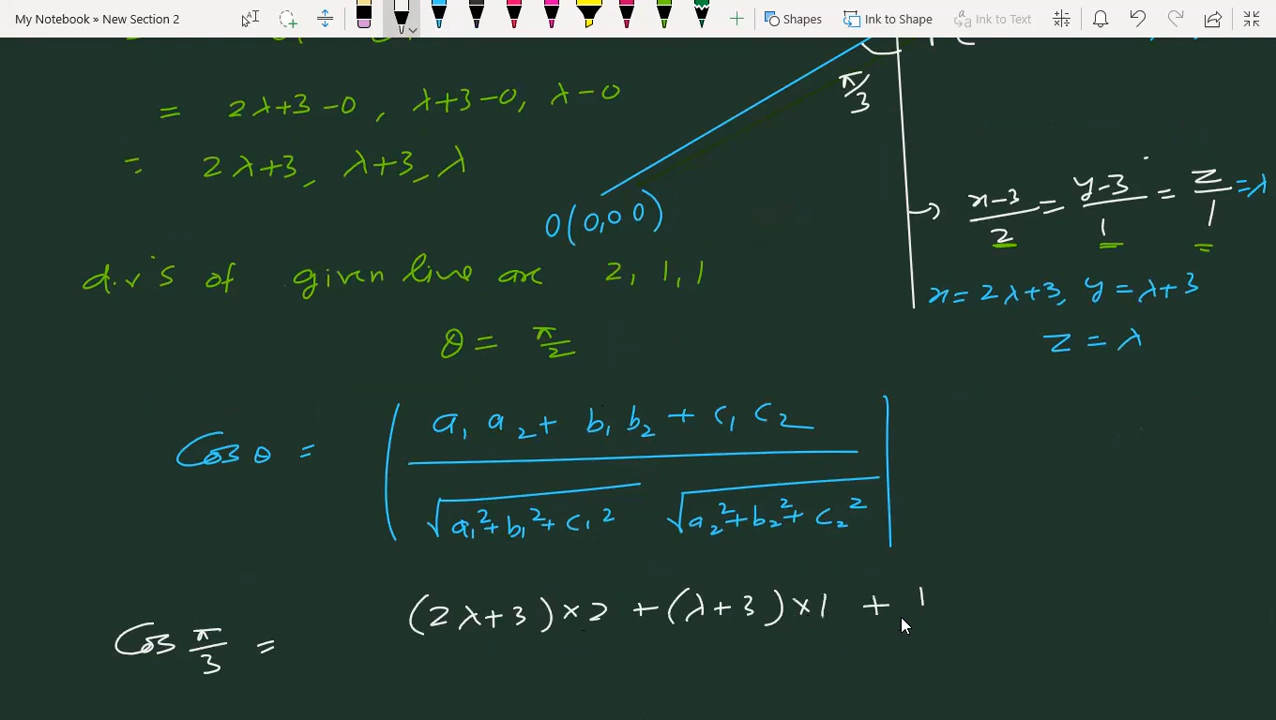 My Notebook > New Section 2
Shapes
Ink to Shape
Ink to Text
= 2λ+3-0, λ+3-0, λ-0
= 2λ+3, λ+3, λ
π/3
O(0,0 0)
→ x-3/2 = y-3/1 = z/1 = λ
x = 2λ+3, y = λ+3
z = λ
d.r's of given line are 2, 1, 1
θ = π/2
Cos θ = | a₁ a₂ + b₁ b₂ + c₁ c₂ / √a₁²+b₁²+c₁² √a₂²+b₂²+c₂² |
Cos π/3 = (2λ+3)×2 + (λ+3)×1 + 1